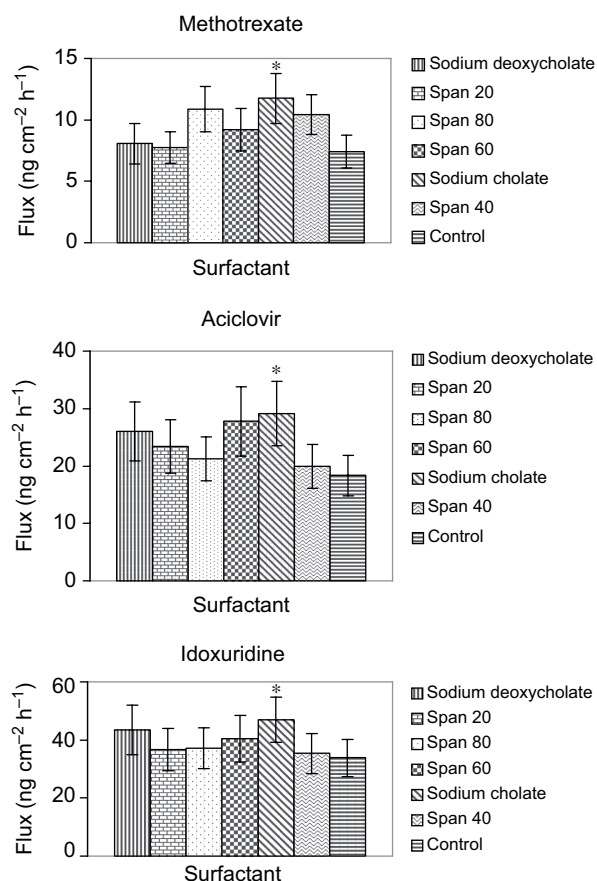 Methotrexate
Flux (ng cm⁻² h⁻¹)
15
10
5
0
*
Surfactant
Sodium deoxycholate
Span 20
Span 80
Span 60
Sodium cholate
Span 40
Control
Aciclovir
Flux (ng cm⁻² h⁻¹)
40
30
20
10
0
*
Surfactant
Sodium deoxycholate
Span 20
Span 80
Span 60
Sodium cholate
Span 40
Control
Idoxuridine
Flux (ng cm⁻² h⁻¹)
60
40
20
0
*
Surfactant
Sodium deoxycholate
Span 20
Span 80
Span 60
Sodium cholate
Span 40
Control